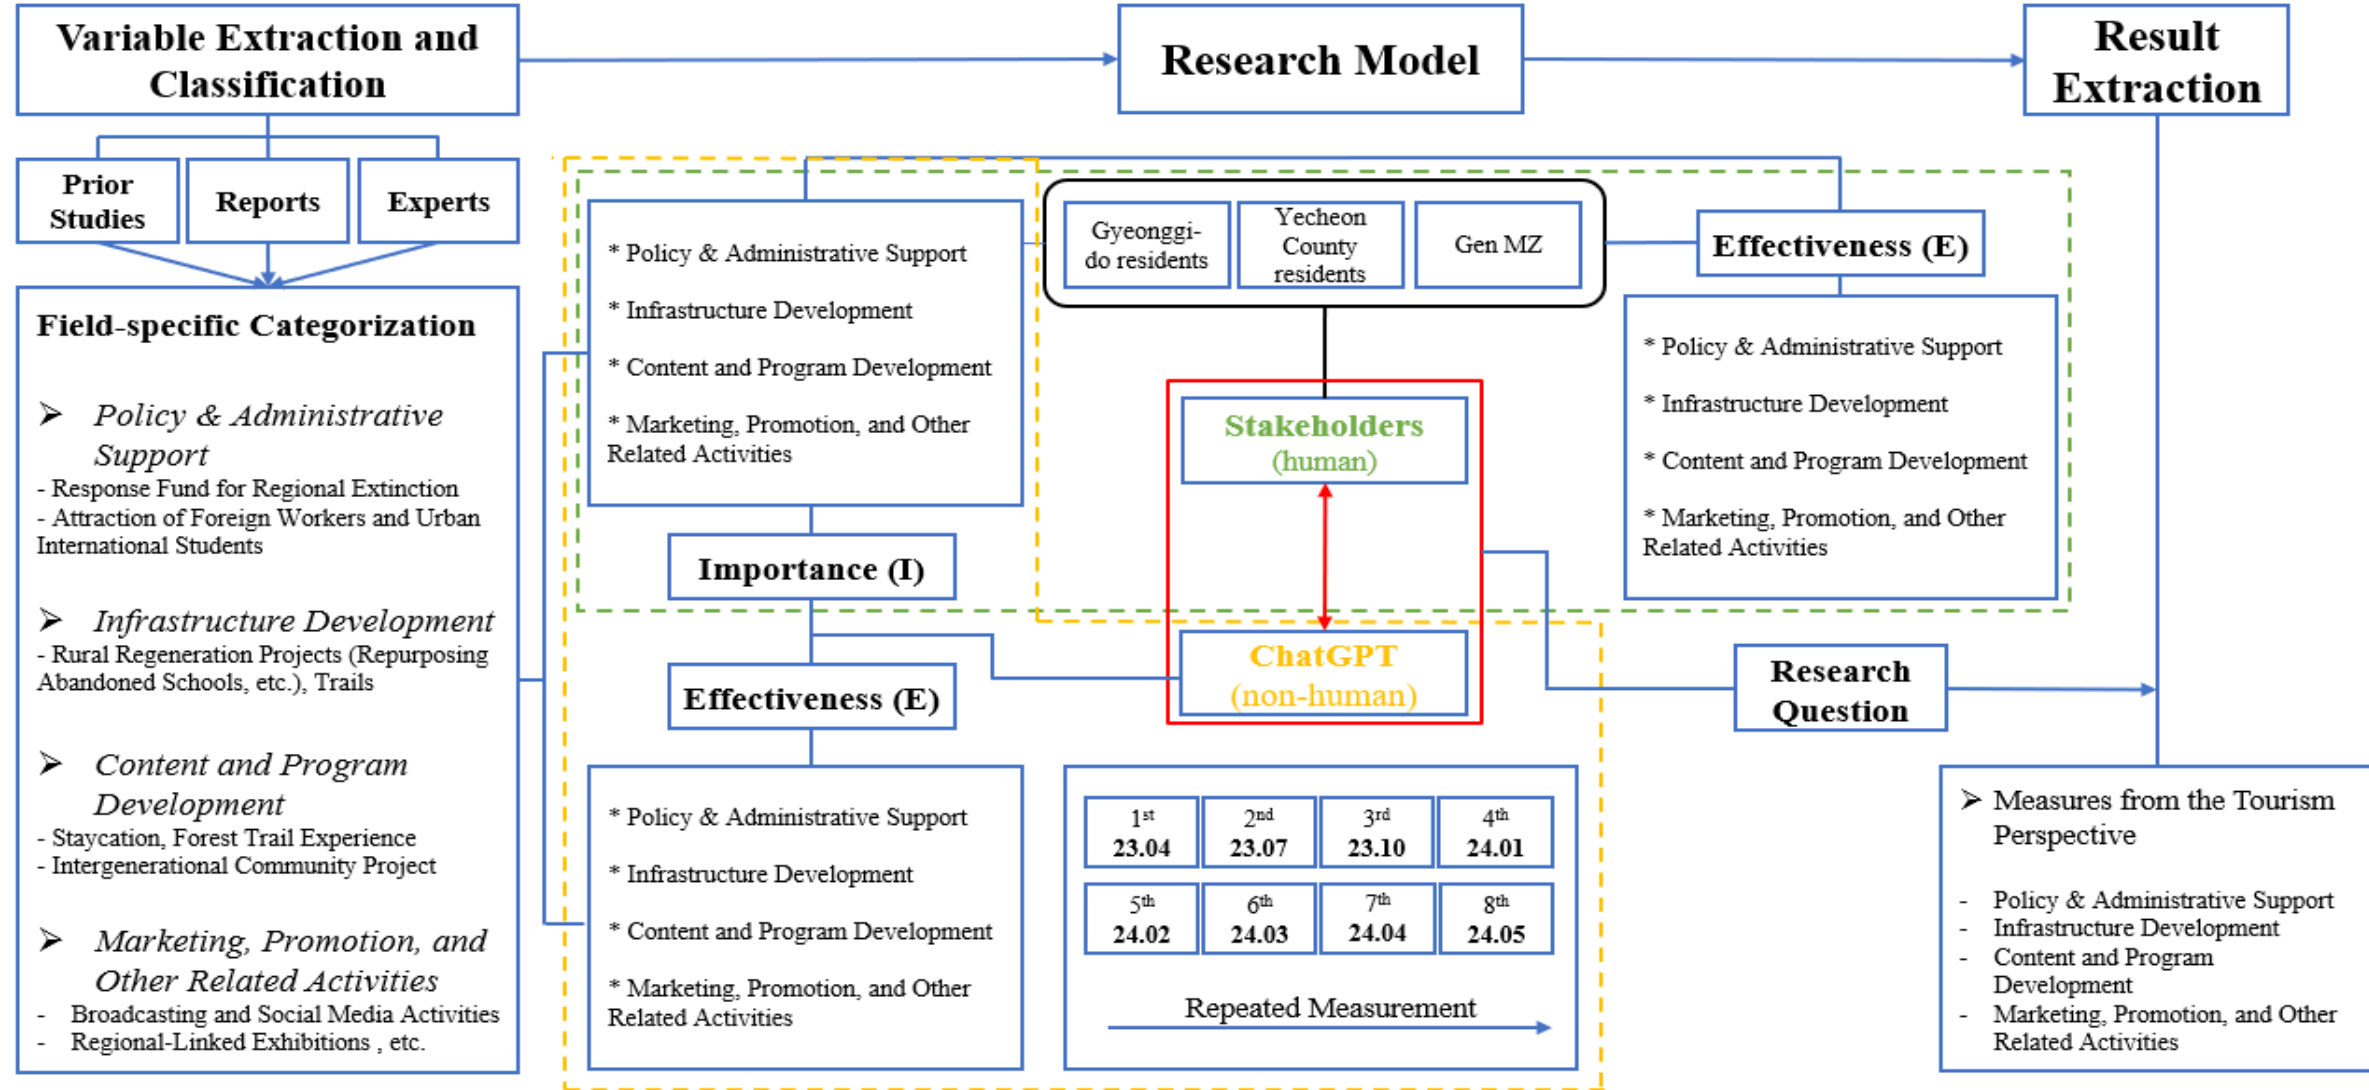 Variable Extraction and
Classification
Research Model
Result
Extraction
Prior
Studies
Reports
Experts
Field-specific Categorization
➢ Policy & Administrative
Support
- Response Fund for Regional Extinction
- Attraction of Foreign Workers and Urban
International Students
➢ Infrastructure Development
- Rural Regeneration Projects (Repurposing
Abandoned Schools, etc.), Trails
➢ Content and Program
Development
- Staycation, Forest Trail Experience
- Intergenerational Community Project
➢ Marketing, Promotion, and
Other Related Activities
- Broadcasting and Social Media Activities
- Regional-Linked Exhibitions , etc.
* Policy & Administrative Support
* Infrastructure Development
* Content and Program Development
* Marketing, Promotion, and Other
Related Activities
Importance (I)
Effectiveness (E)
* Policy & Administrative Support
* Infrastructure Development
* Content and Program Development
* Marketing, Promotion, and Other
Related Activities
Gyeonggi-
do residents
Yecheon
County
residents
Gen MZ
Stakeholders
(human)
ChatGPT
(non-human)
1st
23.04
2nd
23.07
3rd
23.10
4th
24.01
5th
24.02
6th
24.03
7th
24.04
8th
24.05
Repeated Measurement
Effectiveness (E)
* Policy & Administrative Support
* Infrastructure Development
* Content and Program Development
* Marketing, Promotion, and Other
Related Activities
Research
Question
➢ Measures from the Tourism
Perspective
- Policy & Administrative Support
- Infrastructure Development
- Content and Program
Development
- Marketing, Promotion, and Other
Related Activities